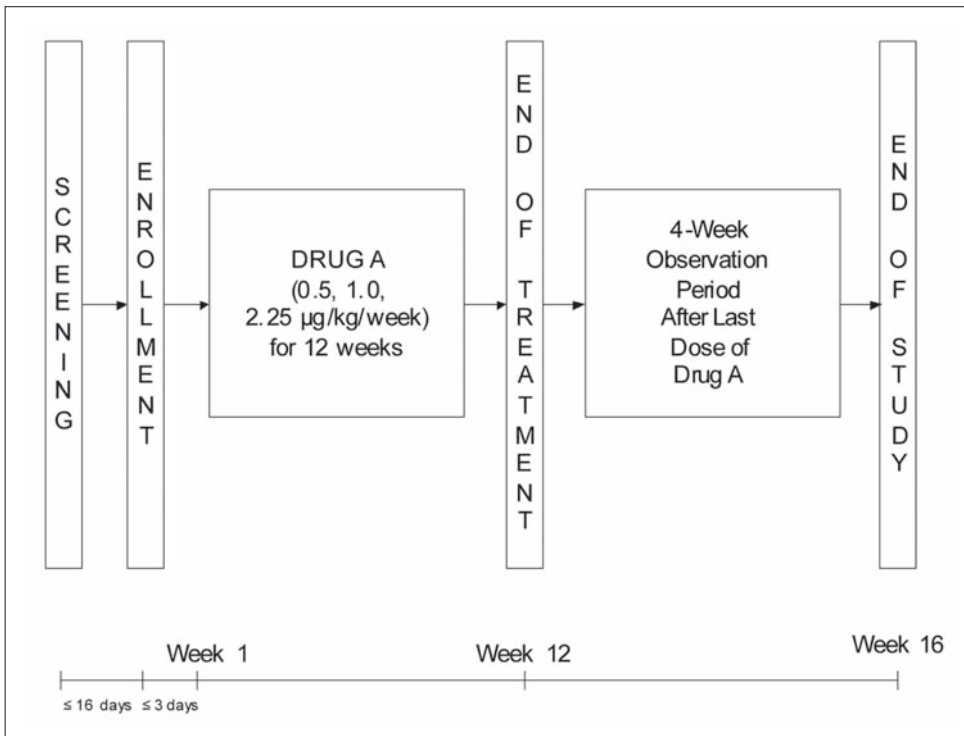 SCREENING
ENROLLMENT
DRUG A
(0.5, 1.0,
2.25 µg/kg/week)
for 12 weeks
END OF TREATMENT
4-Week
Observation
Period
After Last
Dose of
Drug A
END OF STUDY
Week 1
Week 12
Week 16
≤ 16 days
≤ 3 days